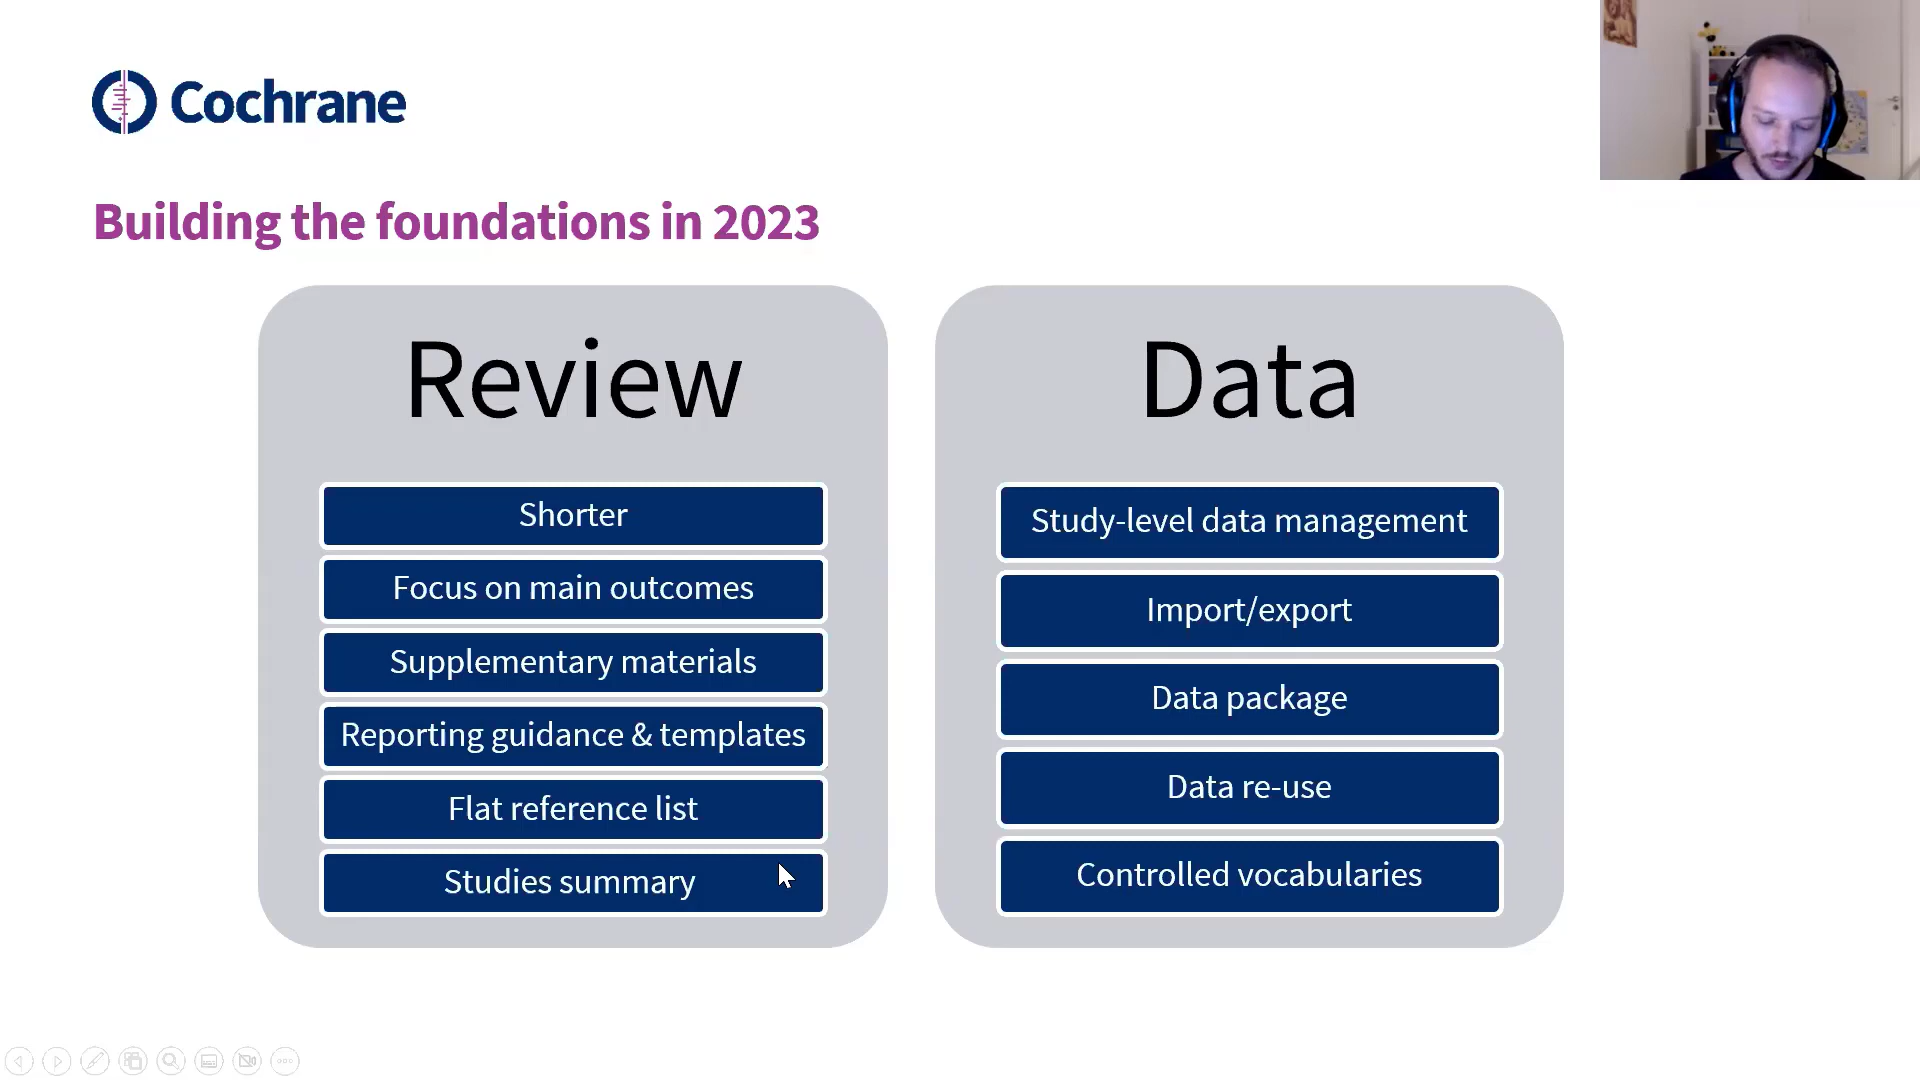 Cochrane
Building the foundations in 2023
Review
Shorter
Focus on main outcomes
Supplementary materials
Reporting guidance & templates
Flat reference list
Studies summary
Data
Study-level data management
Import/export
Data package
Data re-use
Controlled vocabularies